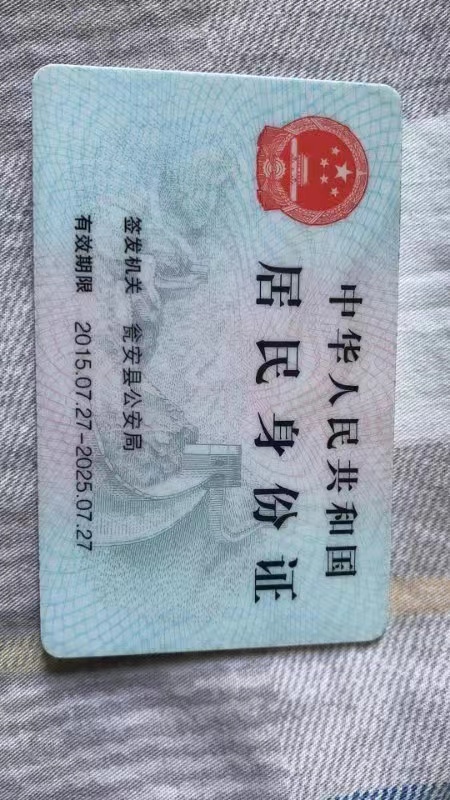 中华人民共和国
居民身份证
签发机关 瓮安县公安局
有效期限 2015.07.27-2025.07.27